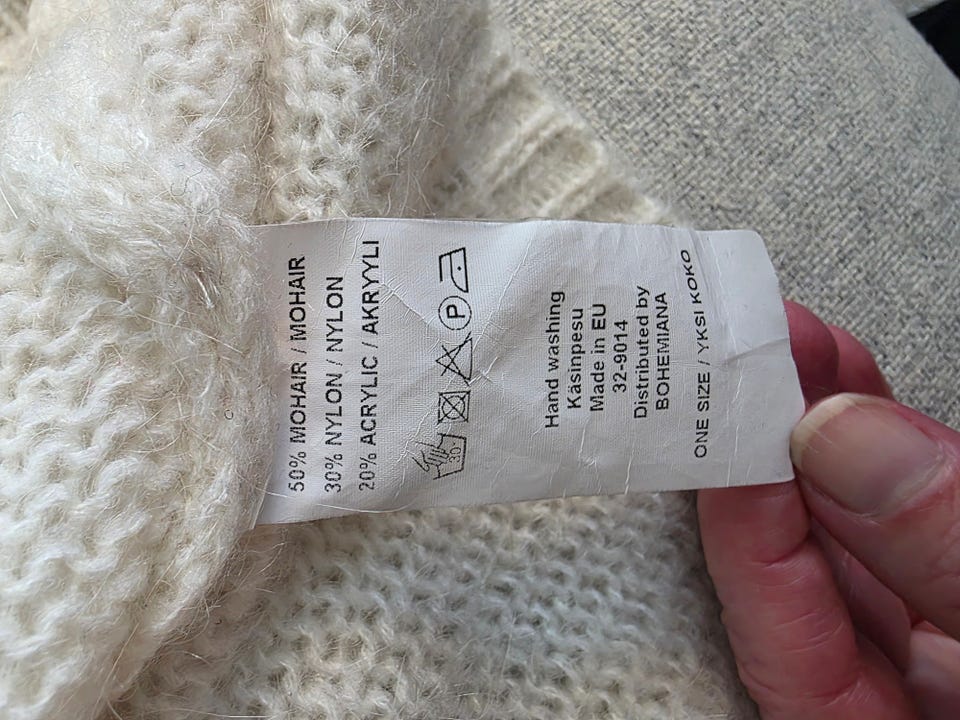 50% MOHAIR / MOHAIR
30% NYLON / NYLON
20% ACRYLIC / AKRYYLI
30° P
Hand washing
Käsinpesu
Made in EU
32-9014
Distributed by
BOHEMIANA
ONE SIZE / YKSI KOKO